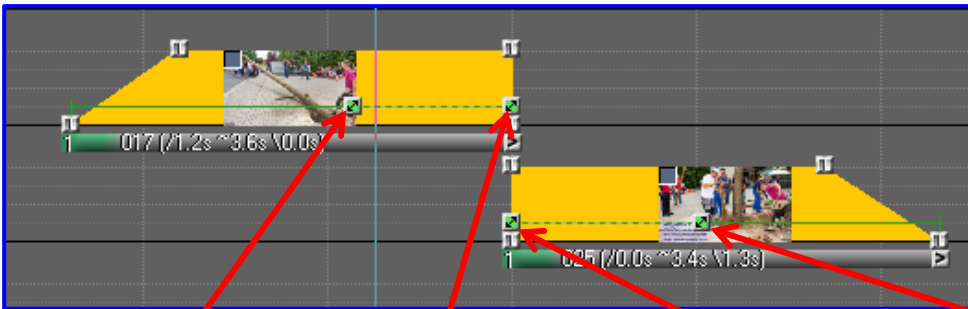 1 017 (/1.2s ~3.6s \0.0s)
1 025 (/0.0s ~3.4s \1.3s)